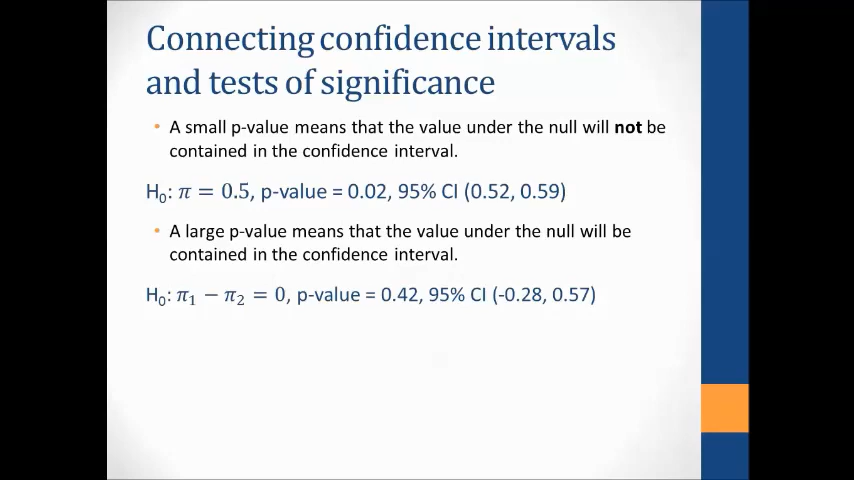 Connecting confidence intervals
and tests of significance
• A small p-value means that the value under the null will not be
contained in the confidence interval.
H₀: π = 0.5, p-value = 0.02, 95% CI (0.52, 0.59)
• A large p-value means that the value under the null will be
contained in the confidence interval.
H₀: π₁ − π₂ = 0, p-value = 0.42, 95% CI (-0.28, 0.57)